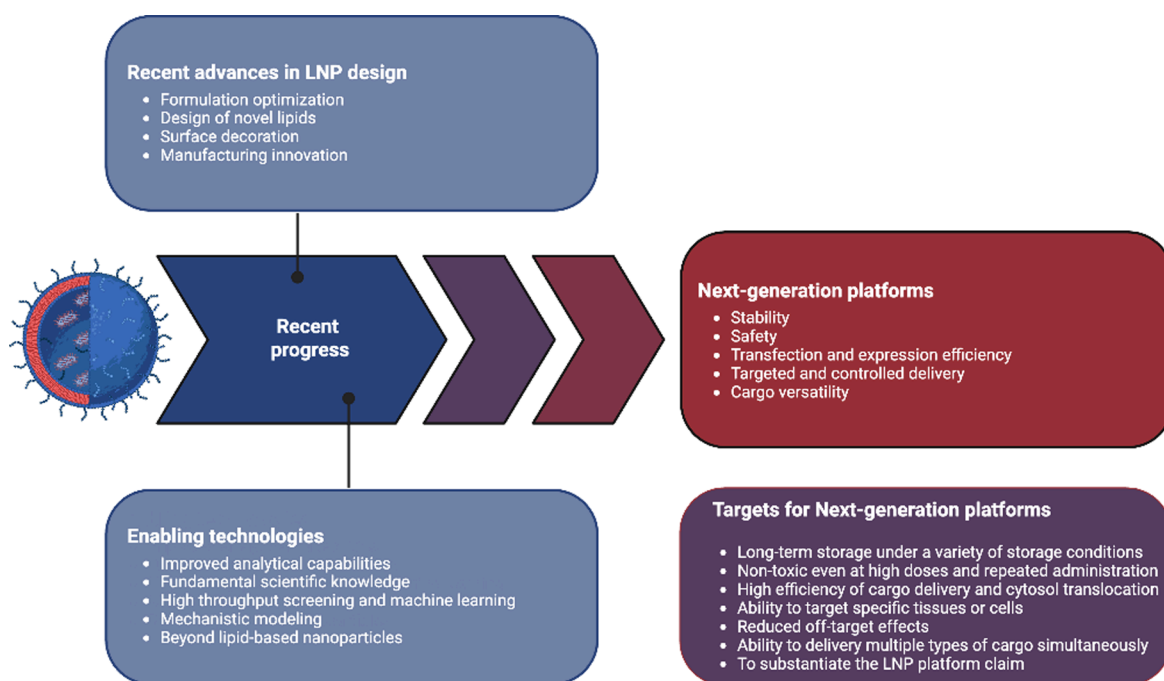 Recent advances in LNP design
• Formulation optimization
• Design of novel lipids
• Surface decoration
• Manufacturing innovation
Recent
progress
Enabling technologies
• Improved analytical capabilities
• Fundamental scientific knowledge
• High throughput screening and machine learning
• Mechanistic modeling
• Beyond lipid-based nanoparticles
Next-generation platforms
• Stability
• Safety
• Transfection and expression efficiency
• Targeted and controlled delivery
• Cargo versatility
Targets for Next-generation platforms
• Long-term storage under a variety of storage conditions
• Non-toxic even at high doses and repeated administration
• High efficiency of cargo delivery and cytosol translocation
• Ability to target specific tissues or cells
• Reduced off-target effects
• Ability to delivery multiple types of cargo simultaneously
• To substantiate the LNP platform claim